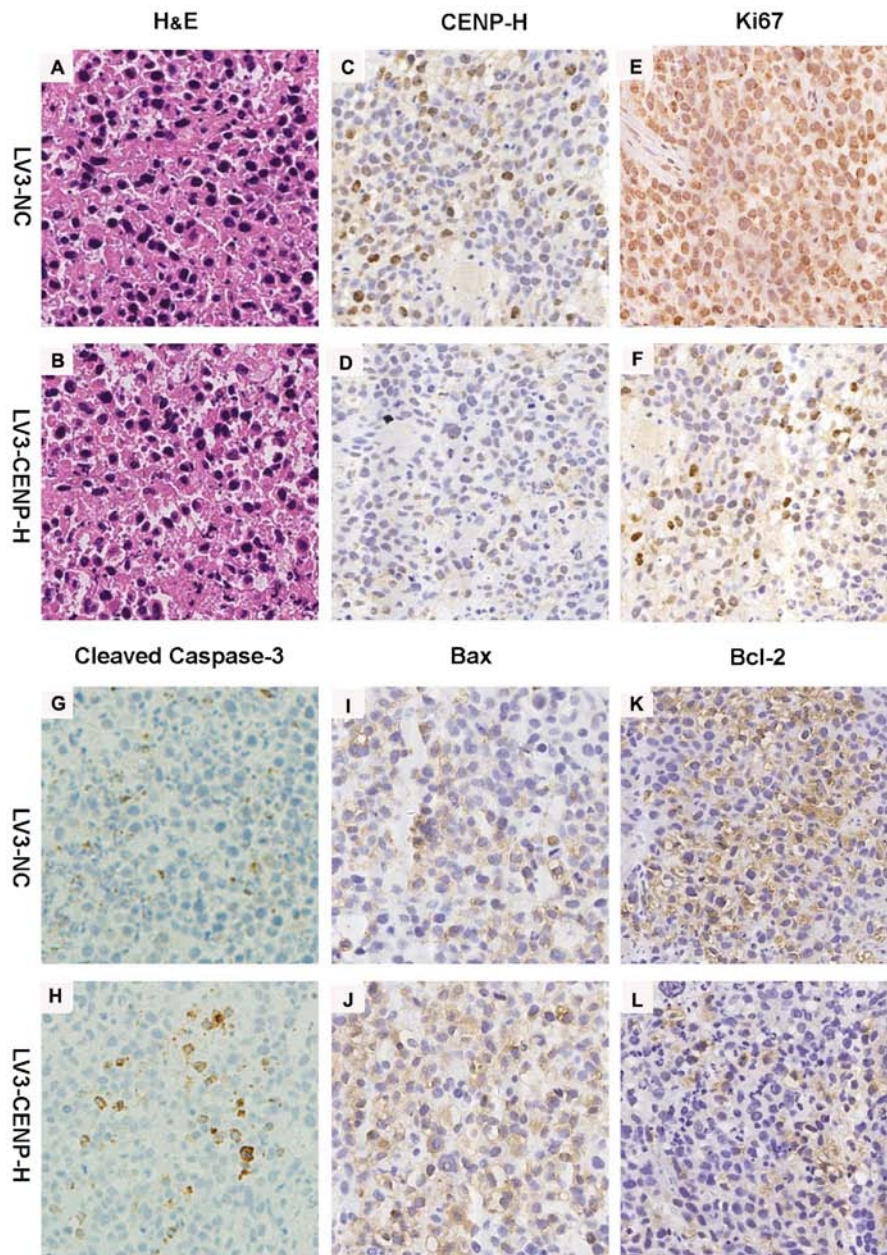 H&E CENP-H Ki67
LV3-NC
A C E
LV3-CENP-H
B D F
Cleaved Caspase-3 Bax Bcl-2
LV3-NC
G I K
LV3-CENP-H
H J L